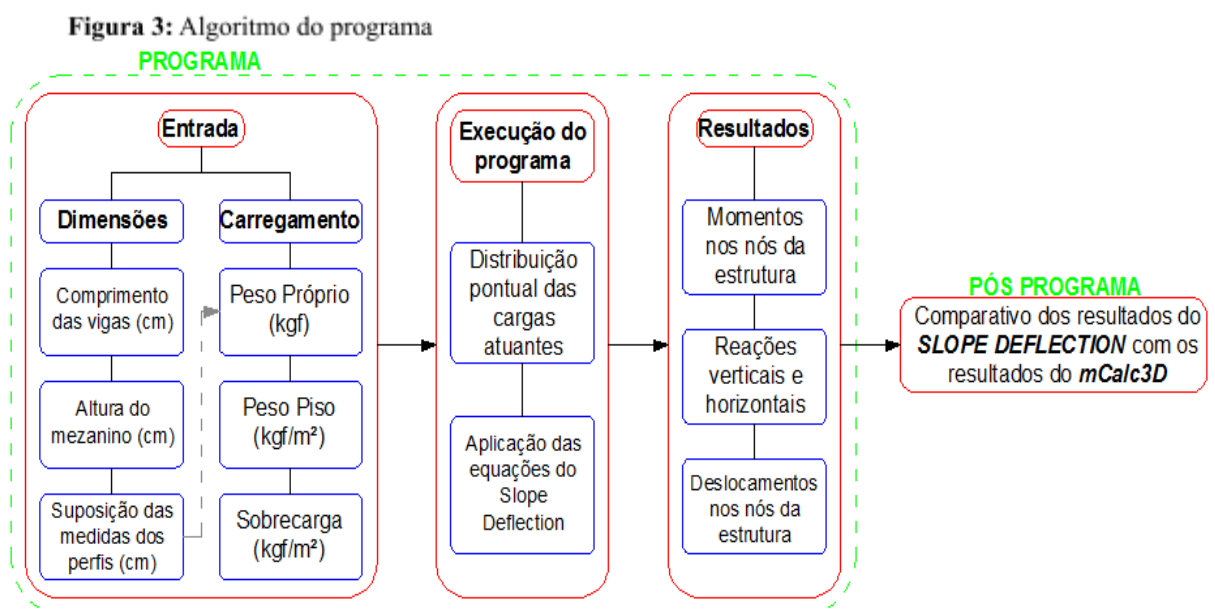 Figura 3: Algoritmo do programa
PROGRAMA
Entrada
Dimensões
Comprimento
das vigas (cm)
Altura do
mezanino (cm)
Suposição das
medidas dos
perfis (cm)
Carregamento
Peso Próprio
(kgf)
Peso Piso
(kgf/m²)
Sobrecarga
(kgf/m²)
Execução do
programa
Distribuição
pontual das
cargas
atuantes
Aplicação das
equações do
Slope
Deflection
Resultados
Momentos
nos nós da
estrutura
Reações
verticais e
horizontais
Deslocamentos
nos nós da
estrutura
PÓS PROGRAMA
Comparativo dos resultados do
SLOPE DEFLECTION com os
resultados do mCalc3D